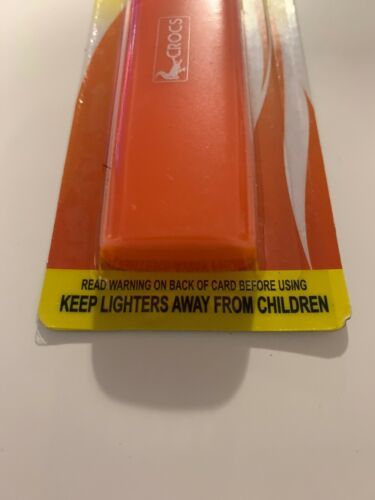 CROCS
READ WARNING ON BACK OF CARD BEFORE USING
KEEP LIGHTERS AWAY FROM CHILDREN